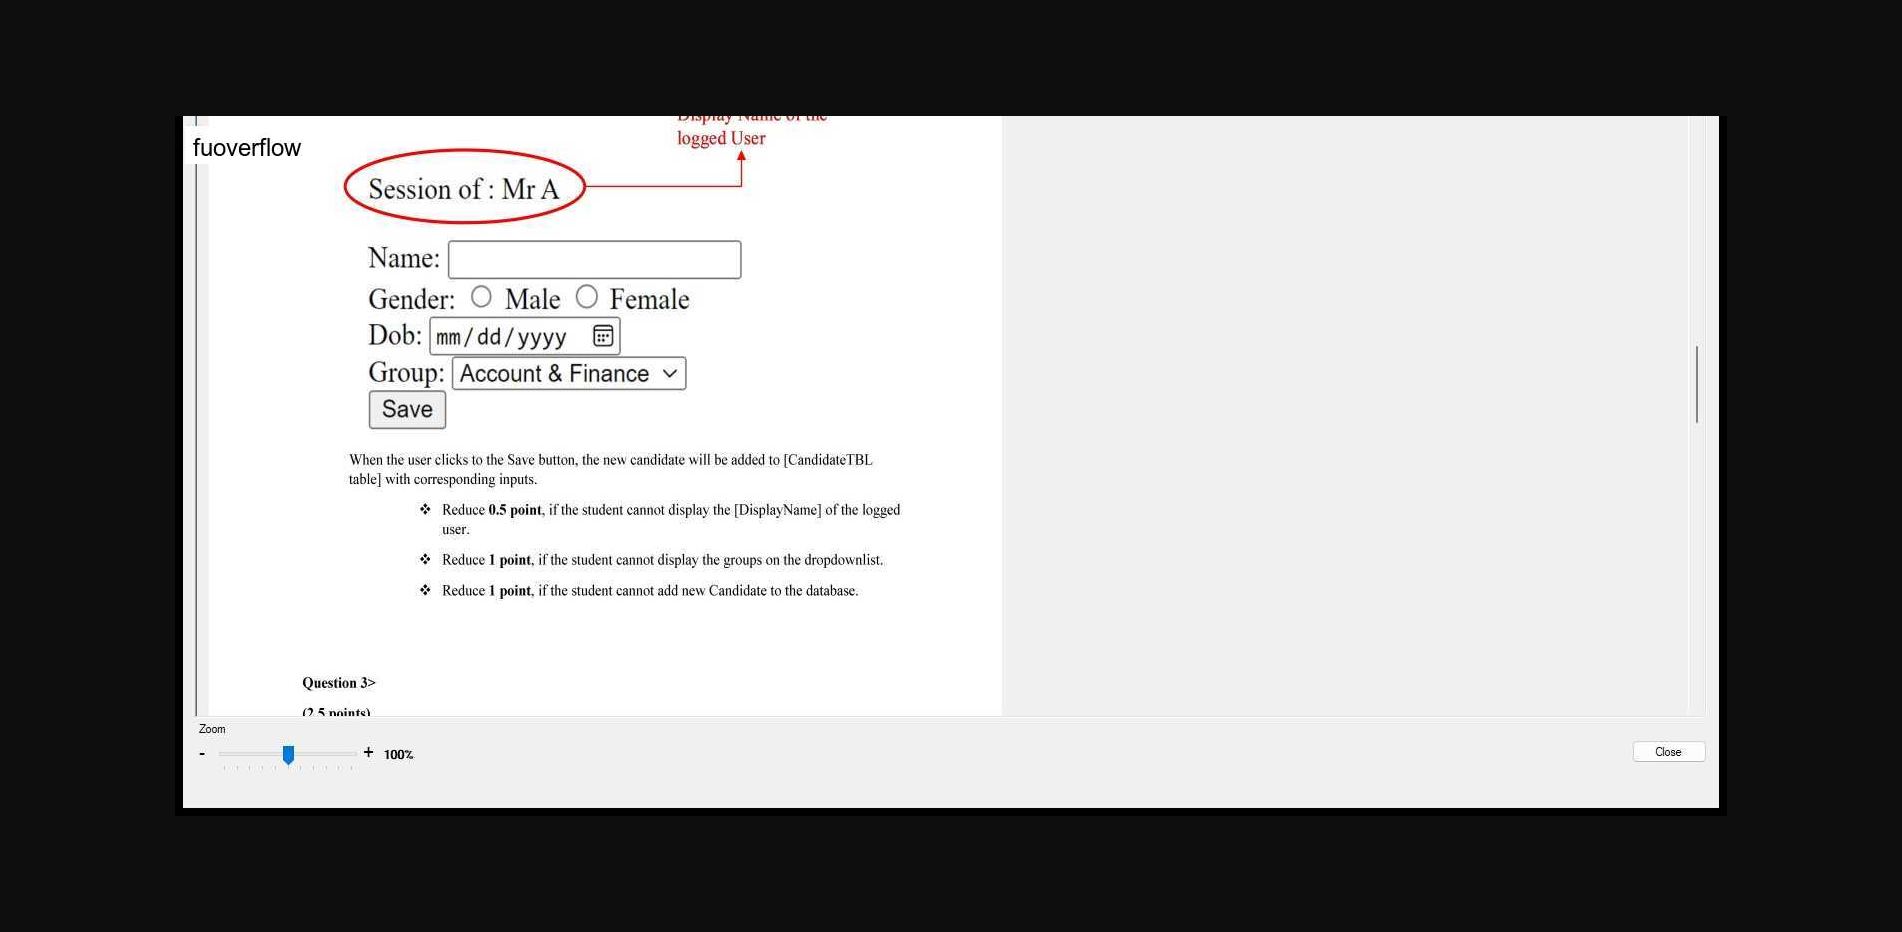 Display Name of the
logged User
fuoverflow
Session of : Mr A
Name:
Gender: Male Female
Dob: mm/dd/yyyy
Group: Account & Finance
Save
When the user clicks to the Save button, the new candidate will be added to [CandidateTBL
table] with corresponding inputs.
❖ Reduce 0.5 point, if the student cannot display the [DisplayName] of the logged
user.
❖ Reduce 1 point, if the student cannot display the groups on the dropdownlist.
❖ Reduce 1 point, if the student cannot add new Candidate to the database.
Question 3>
(2.5 points)
Zoom
- + 100%
Close